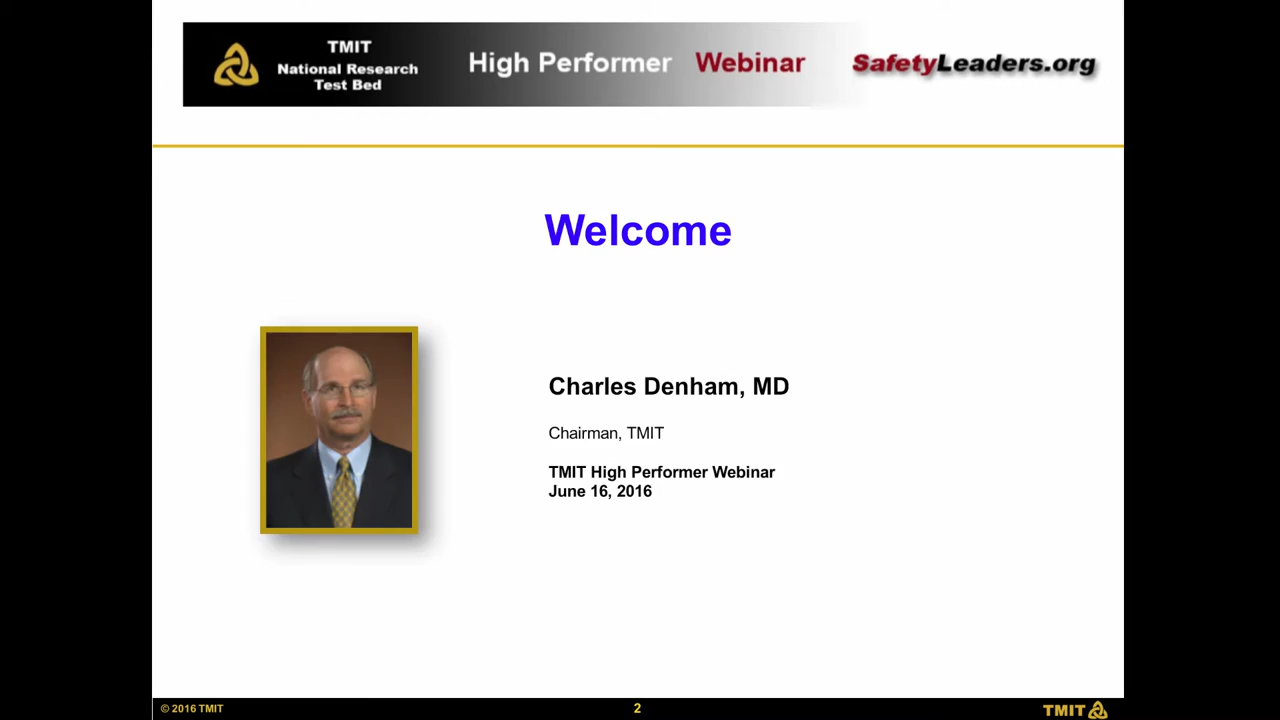 TMIT
National Research
Test Bed
High Performer Webinar
SafetyLeaders.org
Welcome
Charles Denham, MD
Chairman, TMIT
TMIT High Performer Webinar
June 16, 2016
© 2016 TMIT
2
TMIT